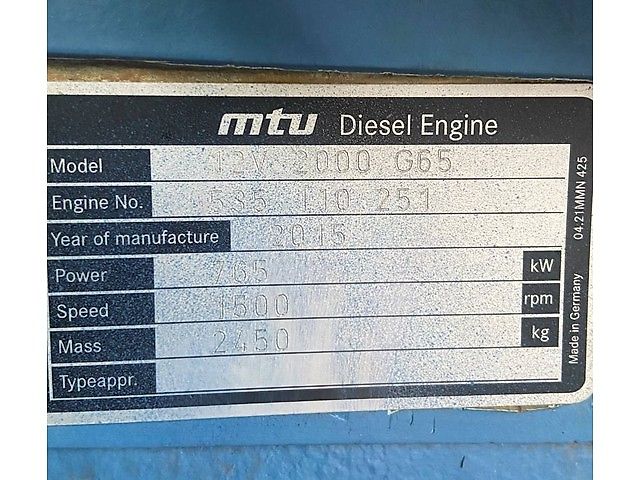 mtu Diesel Engine
Model 12V 2000 G65
Engine No. 535 110 251
Year of manufacture 2015
Power 765 kW
Speed 1500 rpm
Mass 2450 kg
Typeappr.
Made in Germany 04.21MMN 425